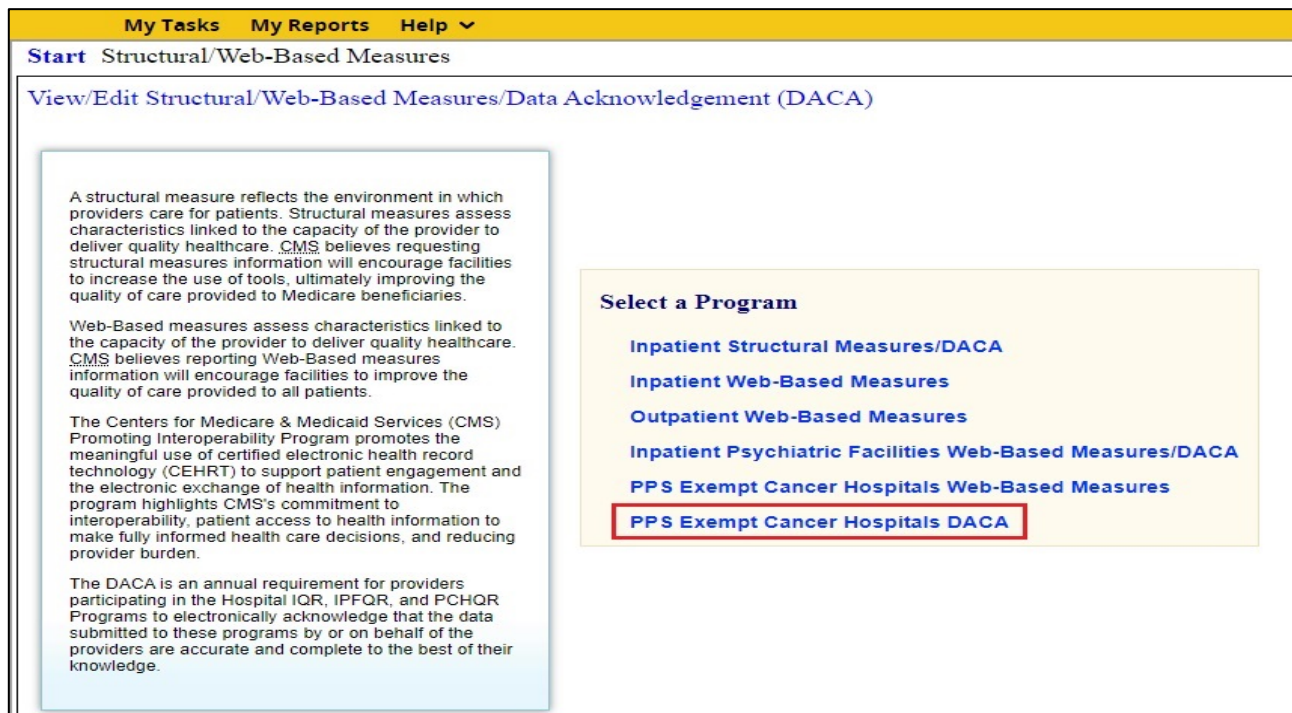 My Tasks My Reports Help
Start Structural/Web-Based Measures
View/Edit Structural/Web-Based Measures/Data Acknowledgement (DACA)
A structural measure reflects the environment in which
providers care for patients. Structural measures assess
characteristics linked to the capacity of the provider to
deliver quality healthcare. CMS believes requesting
structural measures information will encourage facilities
to increase the use of tools, ultimately improving the
quality of care provided to Medicare beneficiaries.
Web-Based measures assess characteristics linked to
the capacity of the provider to deliver quality healthcare.
CMS believes reporting Web-Based measures
information will encourage facilities to improve the
quality of care provided to all patients.
The Centers for Medicare & Medicaid Services (CMS)
Promoting Interoperability Program promotes the
meaningful use of certified electronic health record
technology (CEHRT) to support patient engagement and
the electronic exchange of health information. The
program highlights CMS's commitment to
interoperability, patient access to health information to
make fully informed health care decisions, and reducing
provider burden.
The DACA is an annual requirement for providers
participating in the Hospital IQR, IPFQR, and PCHQR
Programs to electronically acknowledge that the data
submitted to these programs by or on behalf of the
providers are accurate and complete to the best of their
knowledge.
Select a Program
Inpatient Structural Measures/DACA
Inpatient Web-Based Measures
Outpatient Web-Based Measures
Inpatient Psychiatric Facilities Web-Based Measures/DACA
PPS Exempt Cancer Hospitals Web-Based Measures
PPS Exempt Cancer Hospitals DACA